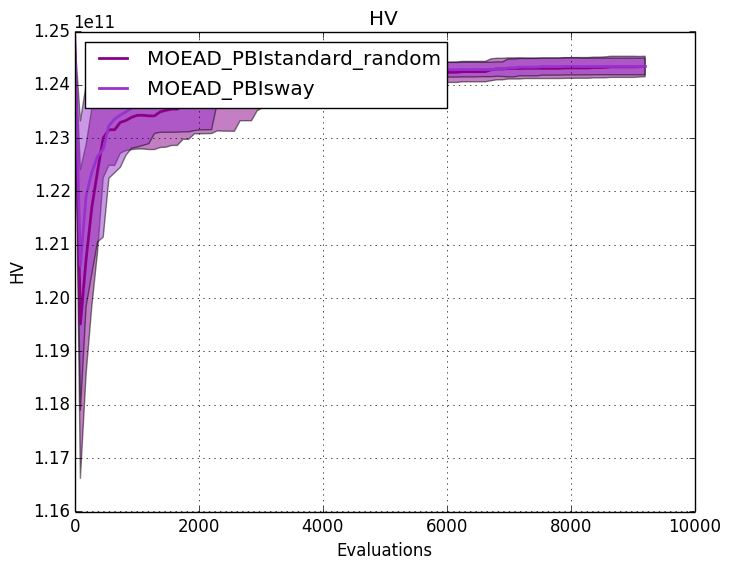 HV
1e11
1.25
1.24
1.23
1.22
1.21
1.20
1.19
1.18
1.17
1.16
HV
MOEAD_PBIstandard_random
MOEAD_PBIsway
0
2000
4000
6000
8000
10000
Evaluations